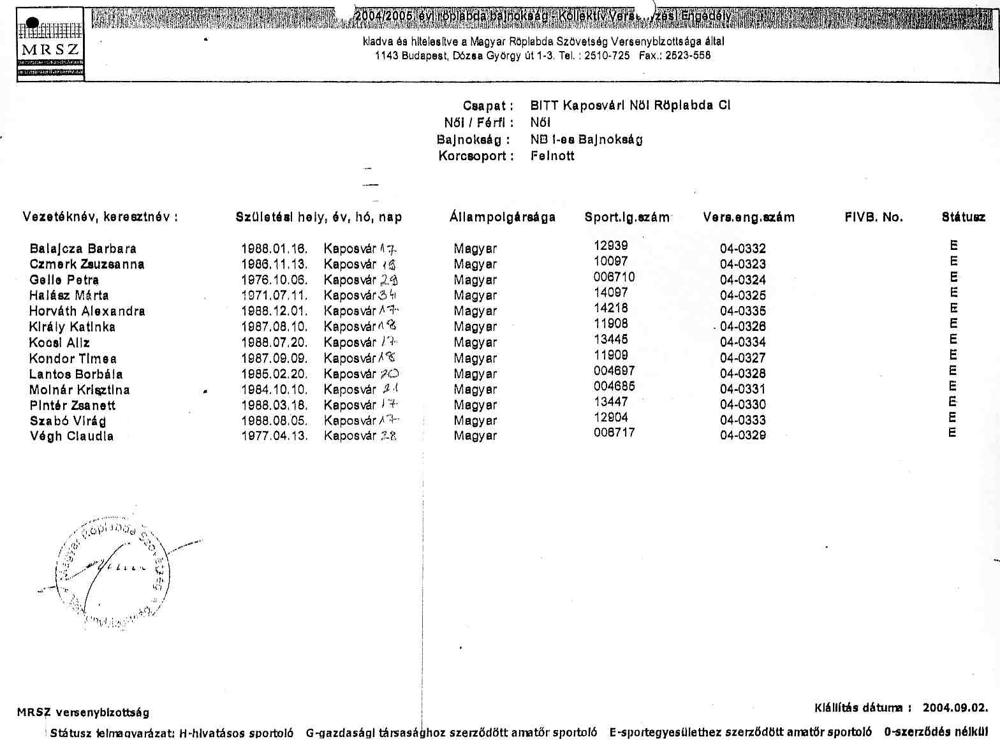 2004/2005. évi röplabda bajnokság - Kollektív Versenyzési Engedély
MRSZ
kiadva és hitelesítve a Magyar Röplabda Szövetség Versenybizottsága által
1143 Budapest, Dózsa György út 1-3. Tel. : 2510-725 Fax.: 2523-558
Csapat : BITT Kaposvári Női Röplabda Cl
Női / Férfi : Női
Bajnokság : NB I-es Bajnokság
Korcsoport : Felnott
Vezetéknév, keresztnév : Születési hely, év, hó, nap Állampolgársága Sport.ig.szám Vers.eng.szám FIVB. No. Státusz
Balajcza Barbara 1988.01.16. Kaposvár 17 Magyar 12939 04-0332 E
Czmerk Zsuzsanna 1986.11.13. Kaposvár Magyar 10097 04-0323 E
Gelle Petra 1976.10.06. Kaposvár Magyar 006710 04-0324 E
Halász Márta 1971.07.11. Kaposvár 34 Magyar 14097 04-0325 E
Horváth Alexandra 1988.12.01. Kaposvár 17 Magyar 14218 04-0335 E
Király Katinka 1987.08.10. Kaposvár 18 Magyar 11908 04-0326 E
Kocsi Aliz 1988.07.20. Kaposvár 17 Magyar 13445 04-0334 E
Kondor Tímea 1987.09.09. Kaposvár 18 Magyar 11909 04-0327 E
Lantos Borbála 1985.02.20. Kaposvár 20 Magyar 004697 04-0328 E
Molnár Krisztina 1984.10.10. Kaposvár 21 Magyar 004685 04-0331 E
Pintér Zsanett 1988.03.18. Kaposvár 17 Magyar 13447 04-0330 E
Szabó Virág 1988.08.05. Kaposvár 17 Magyar 12904 04-0333 E
Végh Claudia 1977.04.13. Kaposvár 28 Magyar 006717 04-0329 E
Magyar Röplabda Szövetség
MRSZ versenybizottság
Kiállítás dátuma : 2004.09.02.
Státusz felmagyarázat: H-hivatásos sportoló G-gazdasági társasághoz szerződött amatőr sportoló E-sportegyesülethez szerződött amatőr sportoló 0-szerződés nélkül